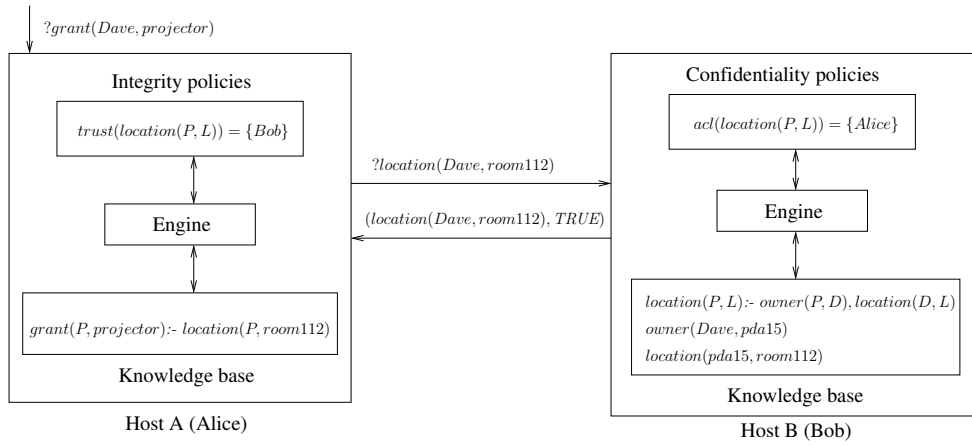 ?grant(Dave, projector)
Integrity policies
trust(location(P, L)) = {Bob}
Engine
grant(P, projector):- location(P, room112)
Knowledge base
Host A (Alice)
?location(Dave, room112)
(location(Dave, room112), TRUE)
Confidentiality policies
acl(location(P, L)) = {Alice}
Engine
location(P, L):- owner(P, D), location(D, L)
owner(Dave, pda15)
location(pda15, room112)
Knowledge base
Host B (Bob)